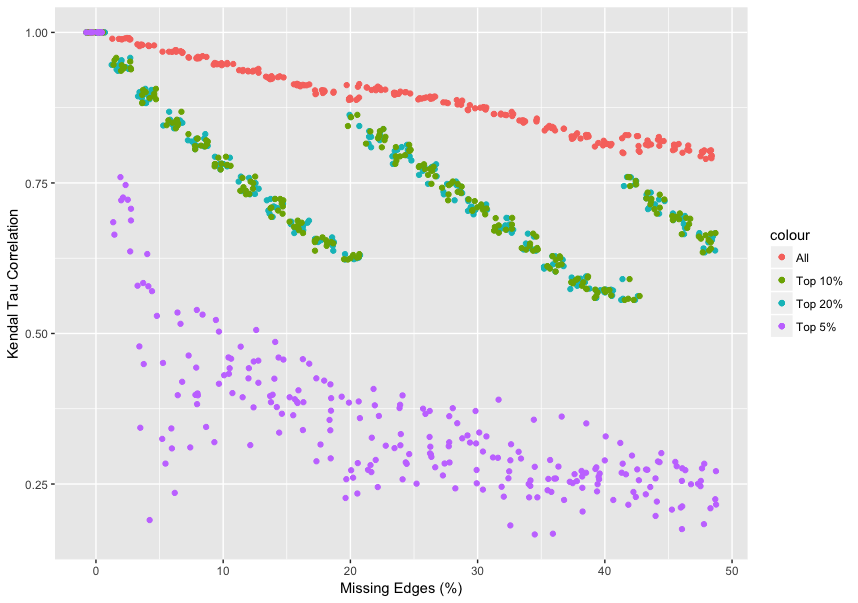 1.00
0.75
0.50
0.25
Kendal Tau Correlation
0
10
20
30
40
50
Missing Edges (%)
colour
All
Top 10%
Top 20%
Top 5%